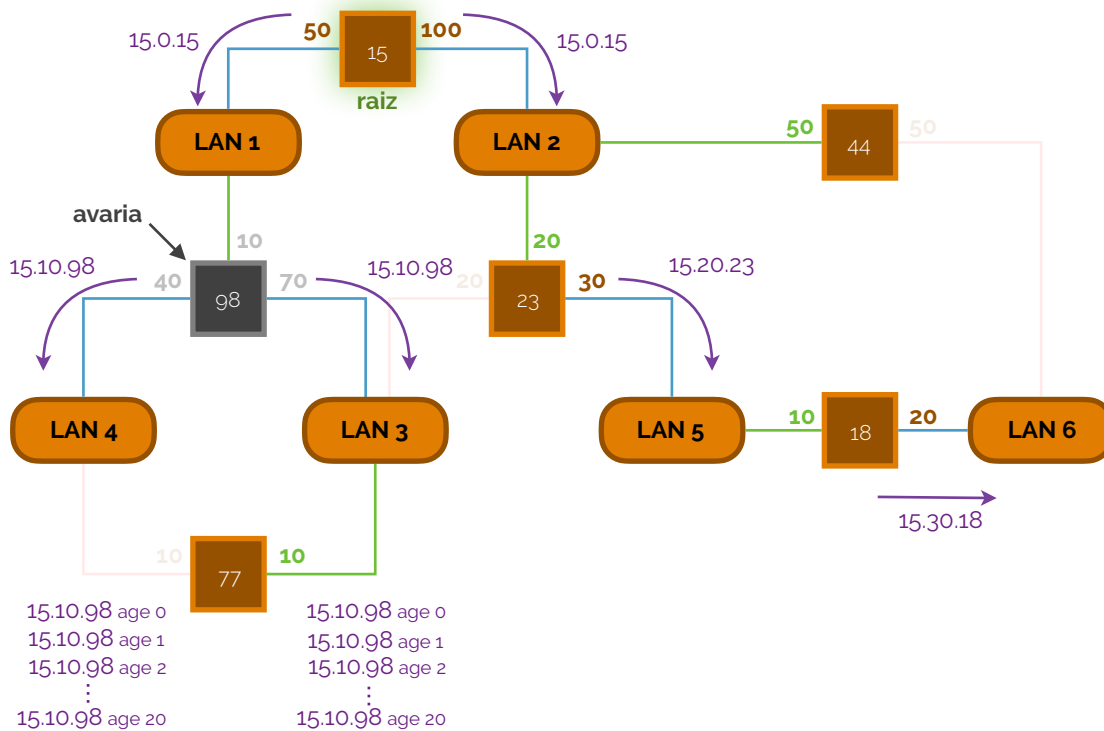 15.0.15
50
15
100
15.0.15
raiz
LAN 1
LAN 2
50
44
50
avaria
10
20
15.10.98
40
98
70
15.10.98
20
23
30
15.20.23
LAN 4
LAN 3
LAN 5
10
18
20
LAN 6
15.30.18
10
77
10
15.10.98 age 0
15.10.98 age 1
15.10.98 age 2
15.10.98 age 20
15.10.98 age 0
15.10.98 age 1
15.10.98 age 2
15.10.98 age 20